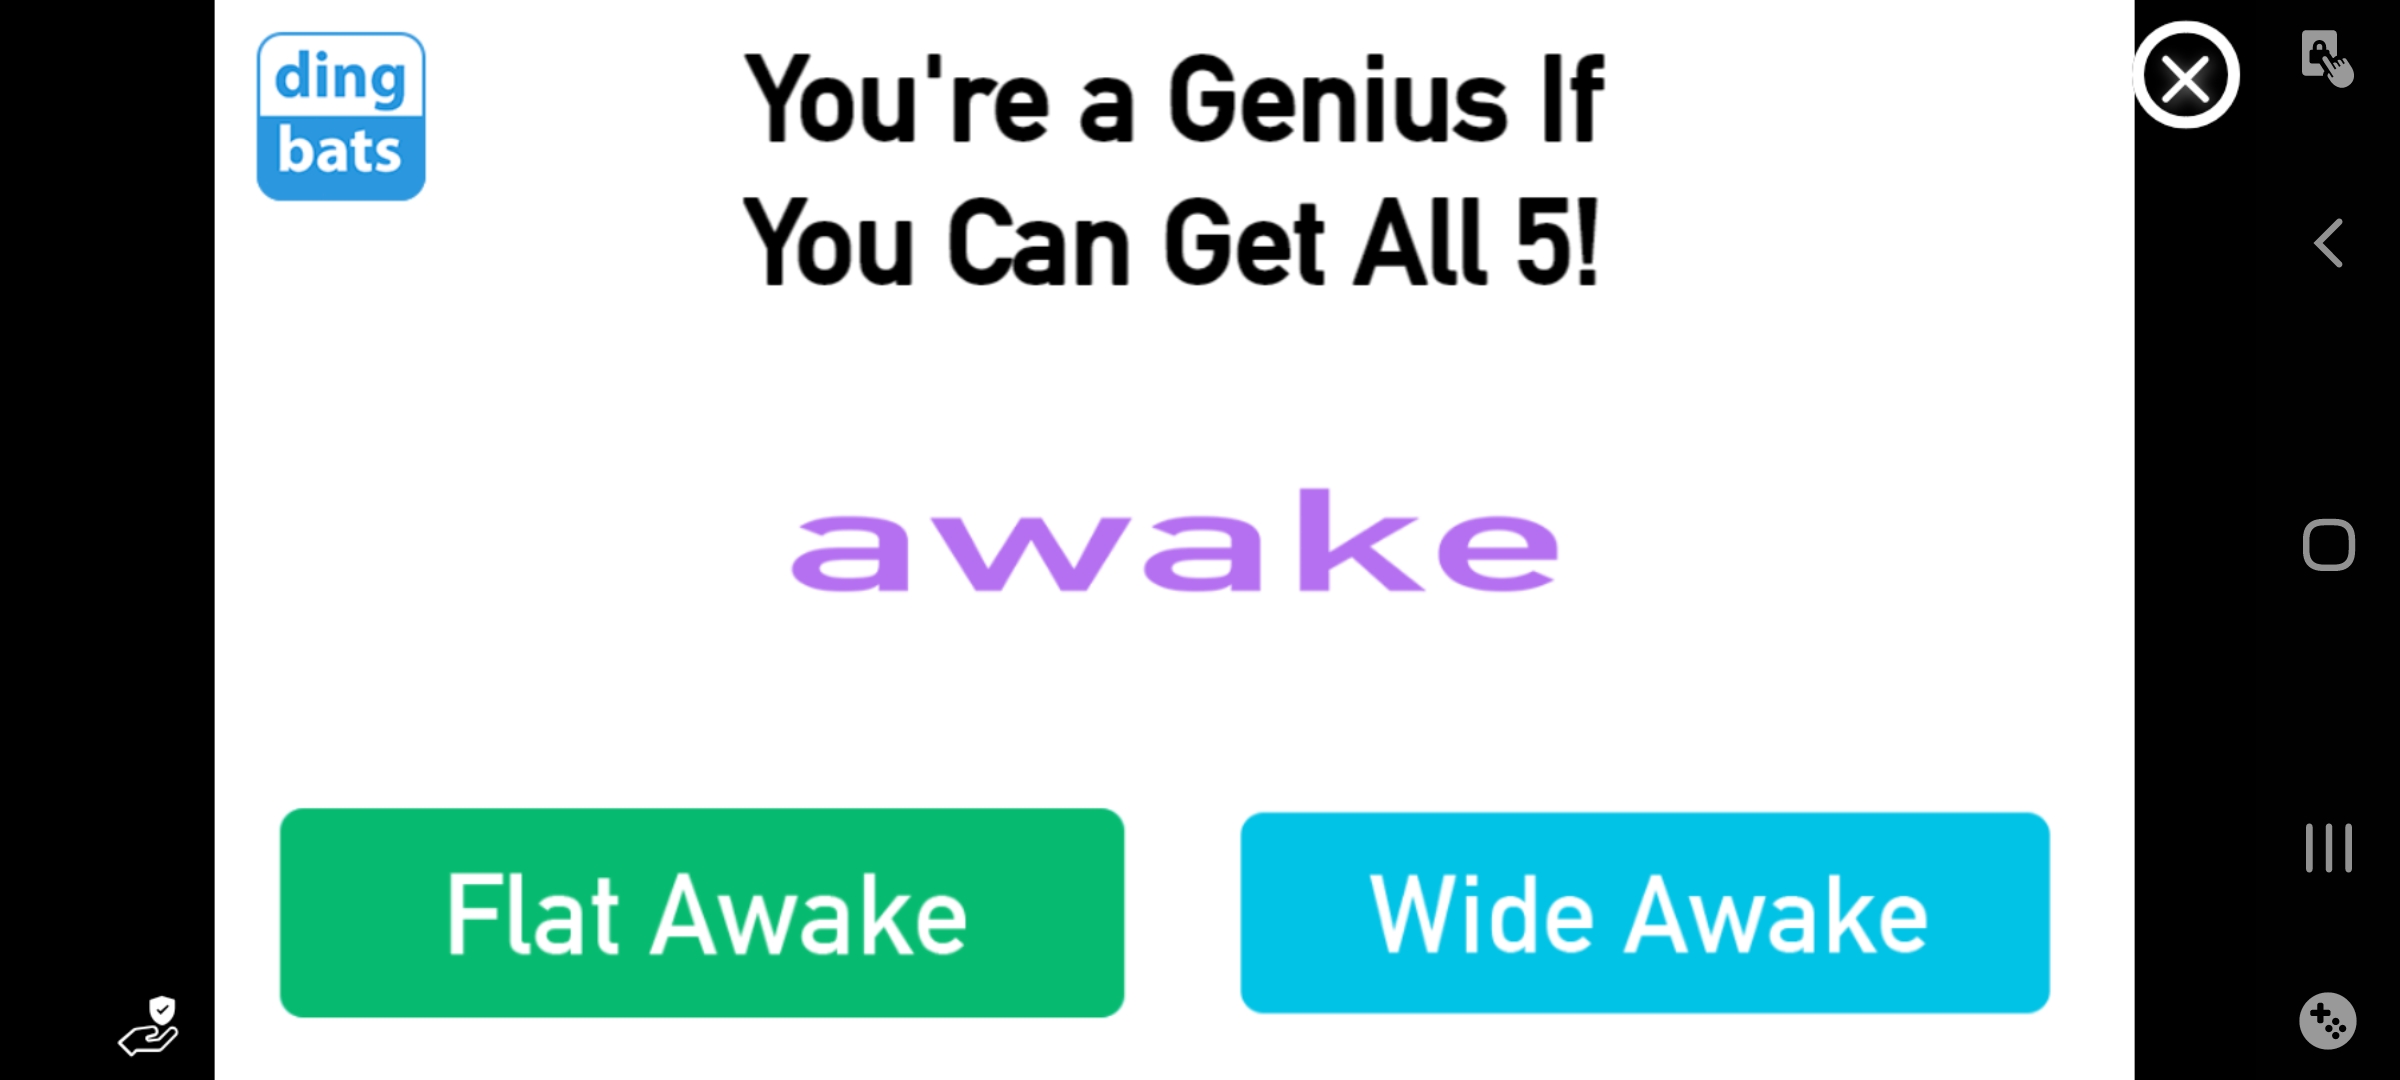 ding
bats
You're a Genius If
You Can Get All 5!
awake
Flat Awake
Wide Awake